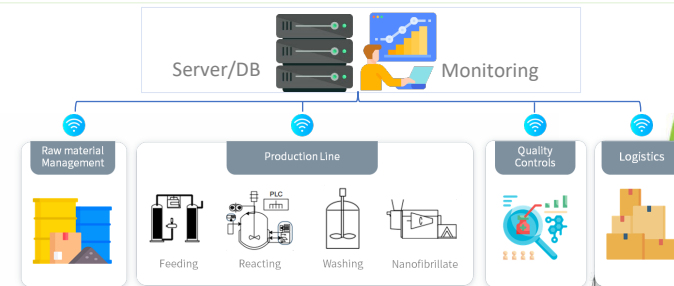 Server/DB
Monitoring
Raw material
Management
Production Line
Quality
Controls
Logistics
PLC
Feeding
Reacting
Washing
Nanofibrillate